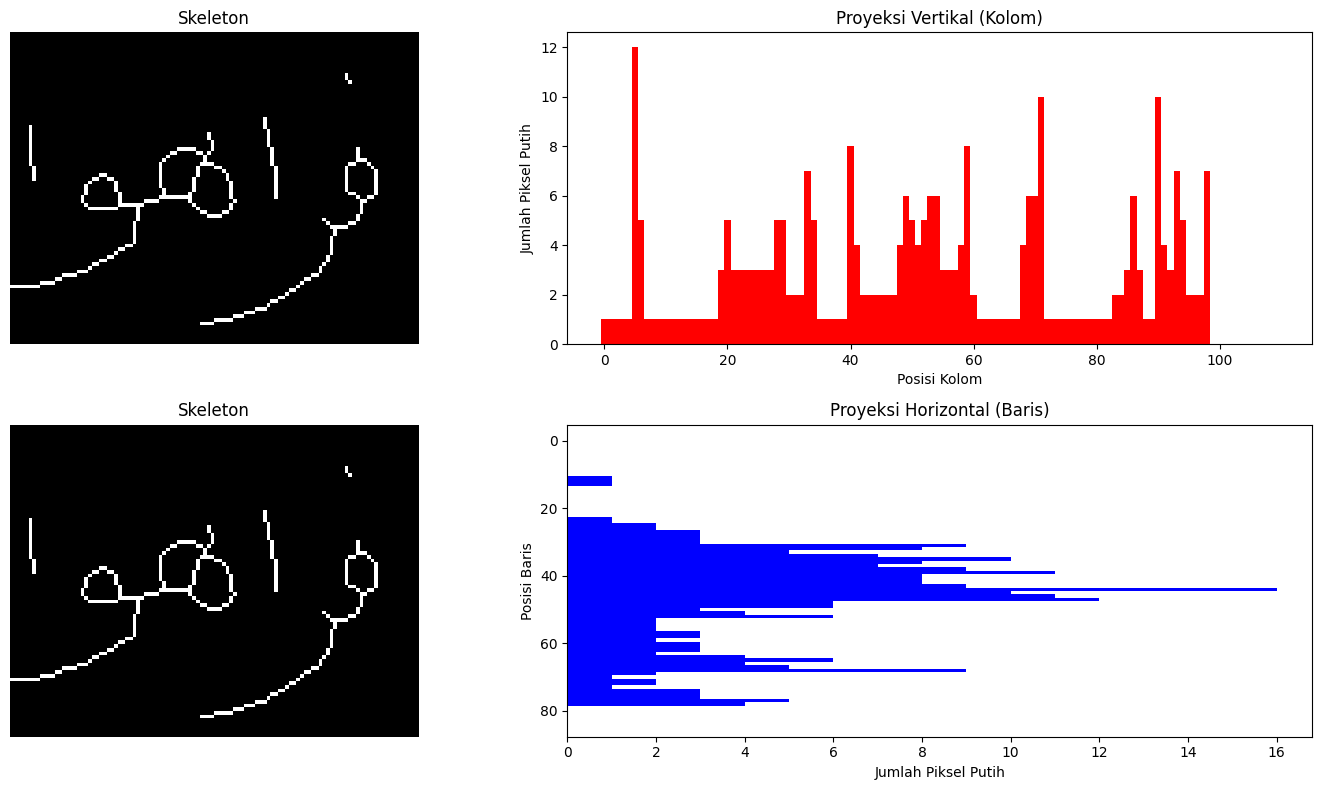 Skeleton
Proyeksi Vertikal (Kolom)
Jumlah Piksel Putih
12
10
8
6
4
2
0
0 20 40 60 80 100
Posisi Kolom
Skeleton
Proyeksi Horizontal (Baris)
Posisi Baris
0
20
40
60
80
0 2 4 6 8 10 12 14 16
Jumlah Piksel Putih